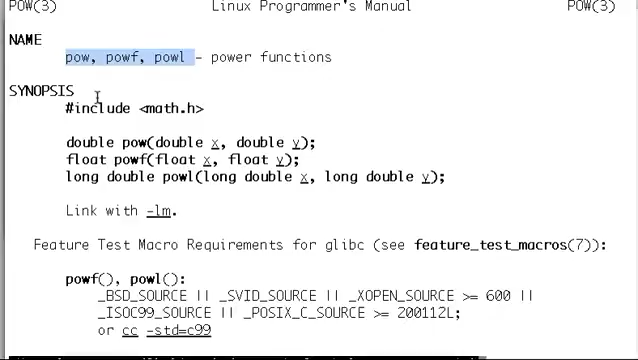 POW(3) Linux Programmer's Manual POW(3)
NAME
pow, powf, powl - power functions
SYNOPSIS
#include <math.h>
double pow(double x, double y);
float powf(float x, float y);
long double powl(long double x, long double y);
Link with -lm.
Feature Test Macro Requirements for glibc (see feature_test_macros(7)):
powf(), powl():
_BSD_SOURCE || _SVID_SOURCE || _XOPEN_SOURCE >= 600 ||
_ISOC99_SOURCE || _POSIX_C_SOURCE >= 200112L;
or cc -std=c99